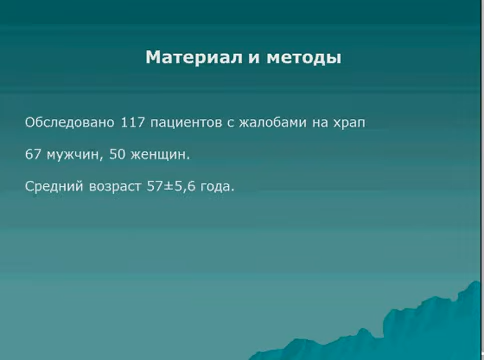 Материал и методы
Обследовано 117 пациентов с жалобами на храп
67 мужчин, 50 женщин.
Средний возраст 57±5,6 года.